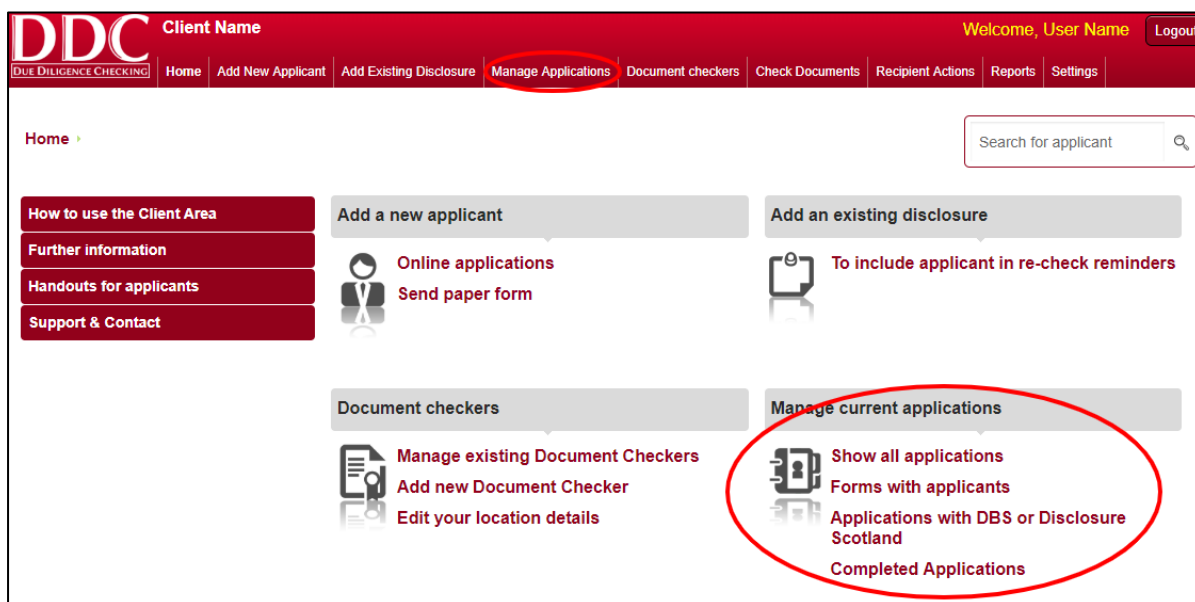 DDC
DUE DILIGENCE CHECKING
Client Name
Welcome, User Name
Logout
Home
Add New Applicant
Add Existing Disclosure
Manage Applications
Document checkers
Check Documents
Recipient Actions
Reports
Settings
Home
Search for applicant
How to use the Client Area
Further information
Handouts for applicants
Support & Contact
Add a new applicant
Online applications
Send paper form
Add an existing disclosure
To include applicant in re-check reminders
Document checkers
Manage existing Document Checkers
Add new Document Checker
Edit your location details
Manage current applications
Show all applications
Forms with applicants
Applications with DBS or Disclosure
Scotland
Completed Applications